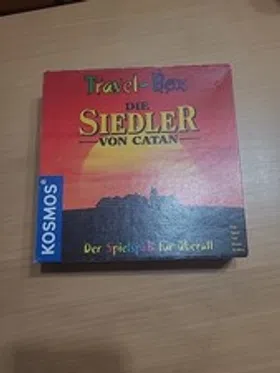 Travel-Box
DIE
SIEDLER
VON CATAN
KOSMOS
Der Spielspaß für überall